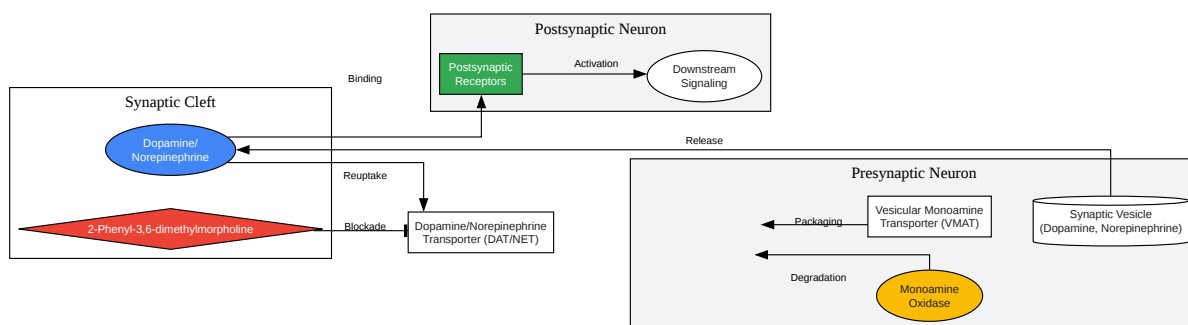 Postsynaptic Neuron
Postsynaptic
Receptors
Activation
Downstream
Signaling
Binding
Synaptic Cleft
Dopamine/
Norepinephrine
Release
Reuptake
2-Phenyl-3,6-dimethylmorpholine
Blockade
Dopamine/Norepinephrine
Transporter (DAT/NET)
Presynaptic Neuron
Packaging
Vesicular Monoamine
Transporter (VMAT)
Synaptic Vesicle
(Dopamine, Norepinephrine)
Degradation
Monoamine
Oxidase